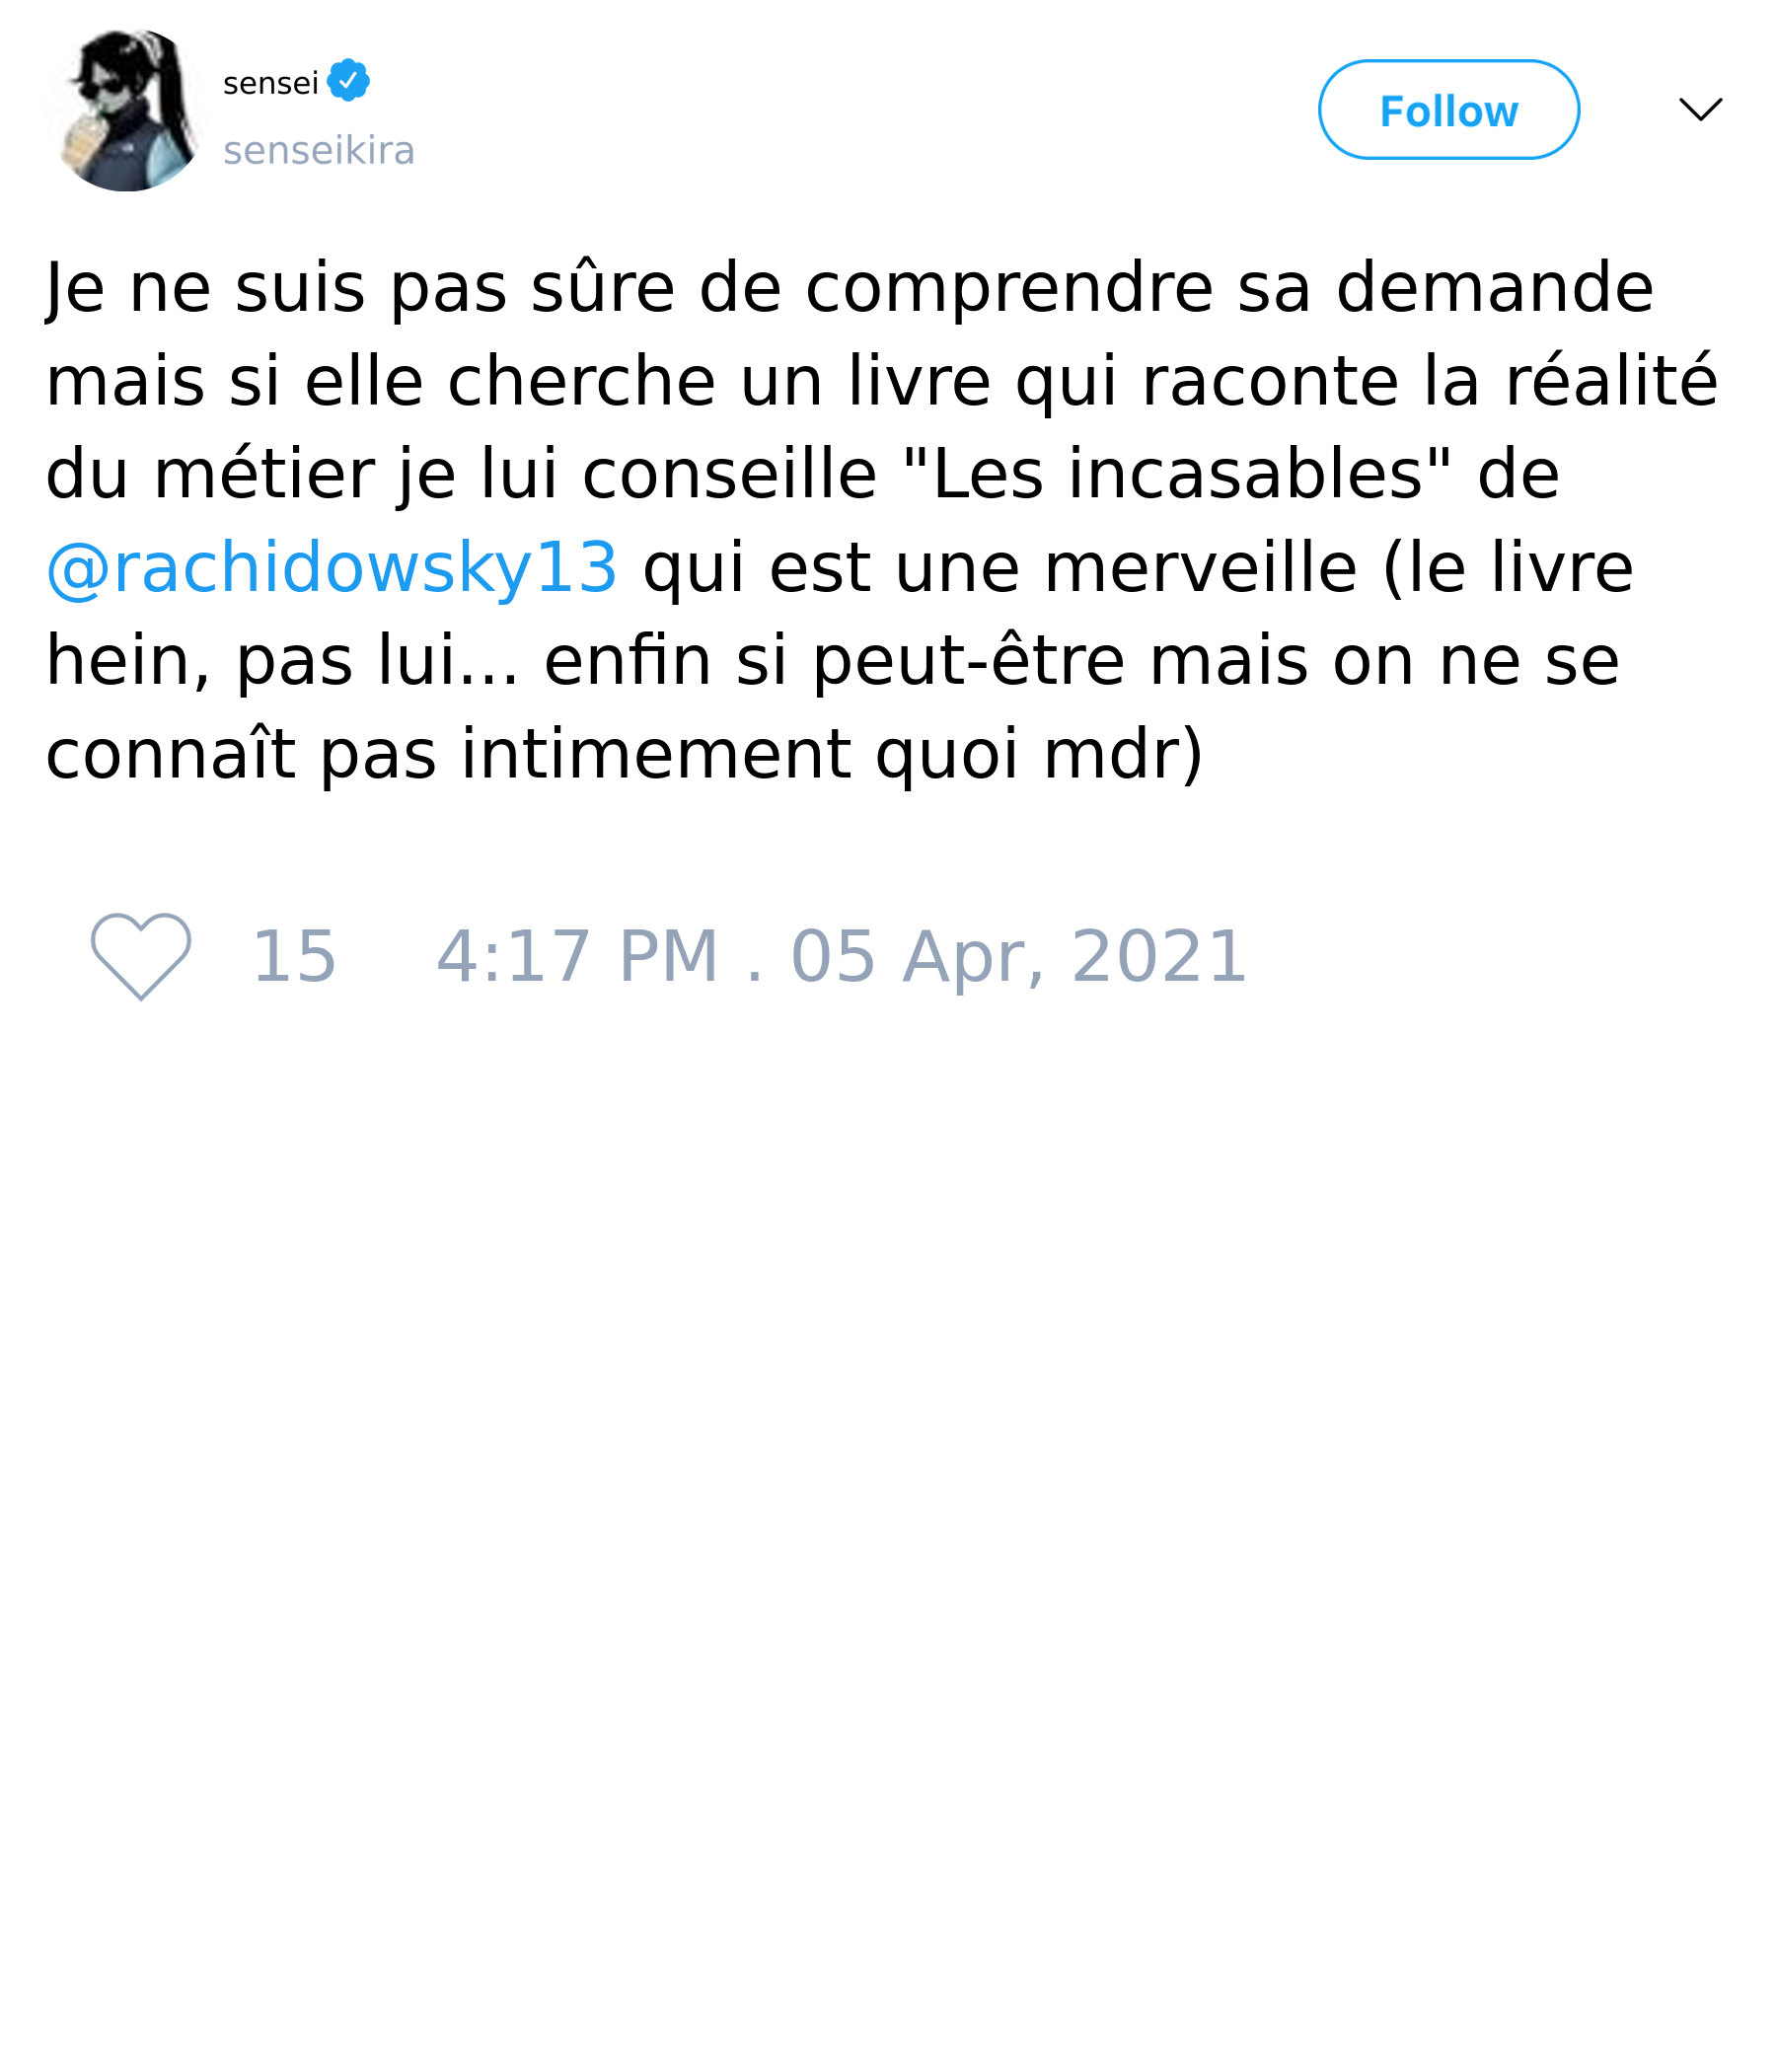 sensei
senseikira
Follow
Je ne suis pas sûre de comprendre sa demande
mais si elle cherche un livre qui raconte la réalité
du métier je lui conseille "Les incasables" de
@rachidowsky13 qui est une merveille (le livre
hein, pas lui... enfin si peut-être mais on ne se
connaît pas intimement quoi mdr)
15 4:17 PM . 05 Apr, 2021